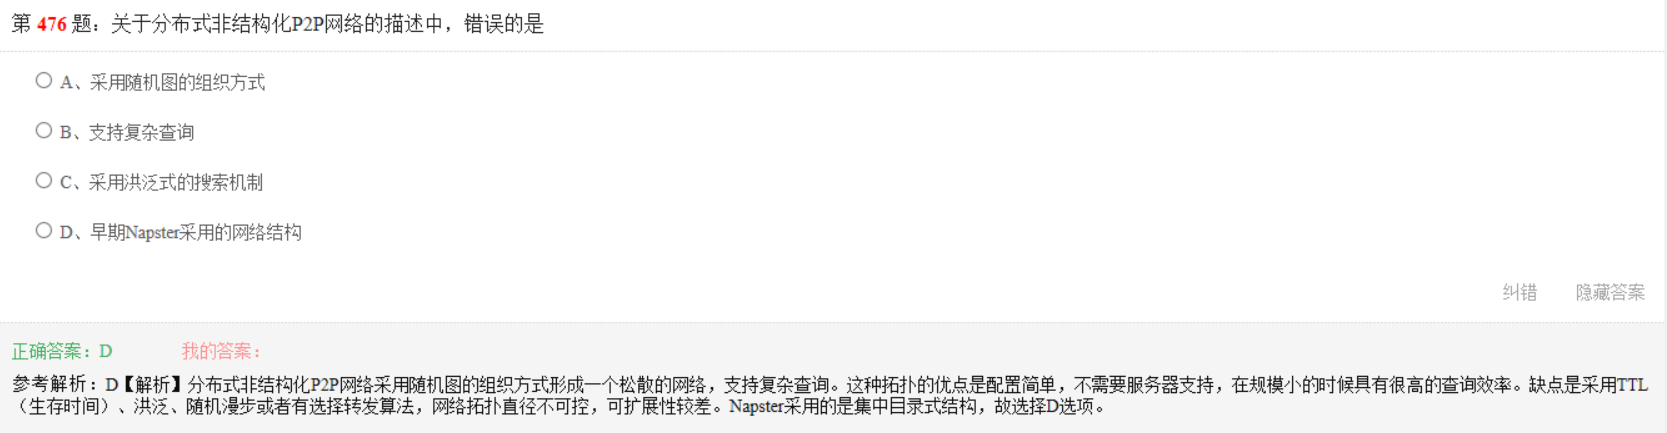 第 476 题：关于分布式非结构化P2P网络的描述中，错误的是
A、采用随机图的组织方式
B、支持复杂查询
C、采用洪泛式的搜索机制
D、早期Napster采用的网络结构
纠错 隐藏答案
正确答案：D 我的答案：
参考解析：D【解析】分布式非结构化P2P网络采用随机图的组织方式形成一个松散的网络，支持复杂查询。这种拓扑的优点是配置简单，不需要服务器支持，在规模小的时候具有很高的查询效率。缺点是采用TTL
（生存时间）、洪泛、随机漫步或者有选择转发算法，网络拓扑直径不可控，可扩展性较差。Napster采用的是集中目录式结构，故选择D选项。